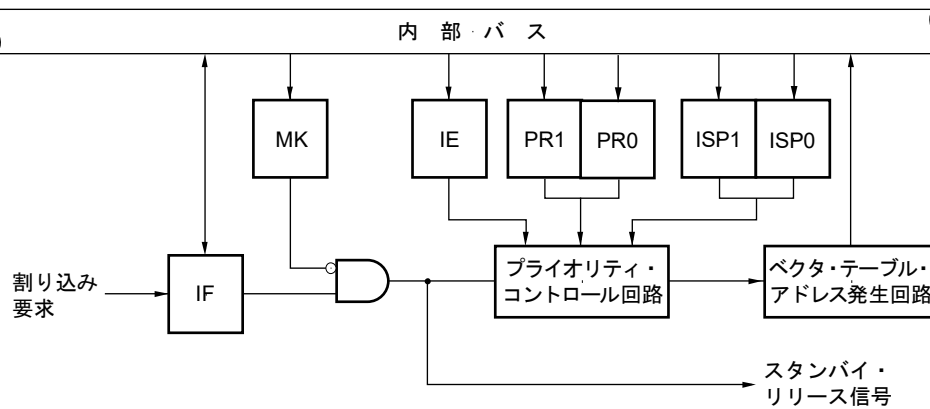 内部・バス
MK
IE
PR1
PR0
ISP1
ISP0
割り込み
要求
IF
プライオリティ・
コントロール回路
ベクタ・テーブル・
アドレス発生回路
スタンバイ・
リリース信号